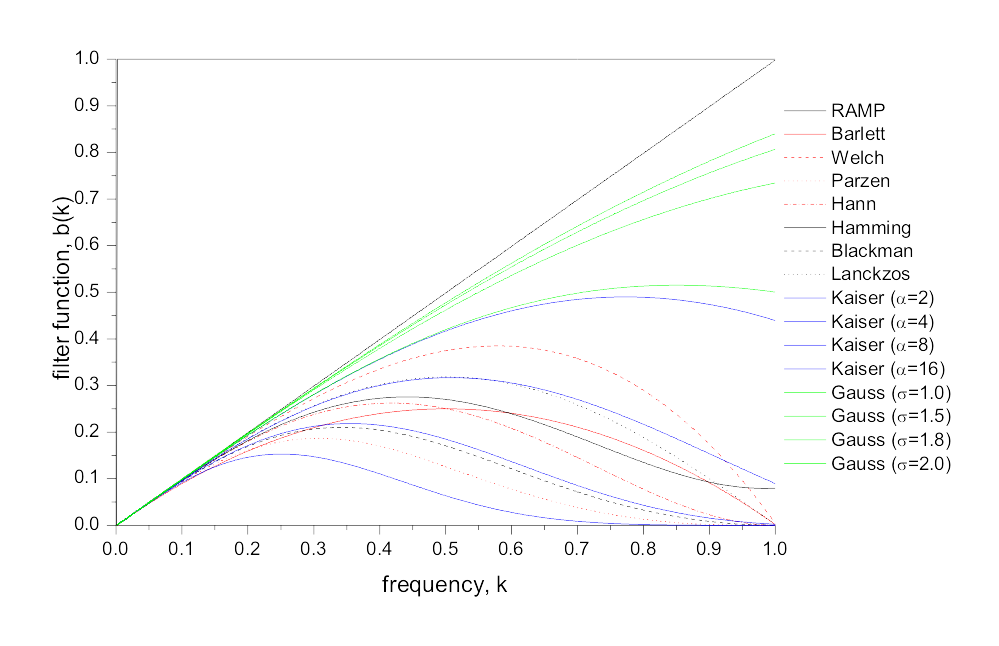 1.0
0.9
0.8
0.7
0.6
0.5
0.4
0.3
0.2
0.1
0.0
filter function, b(k)
0.0 0.1 0.2 0.3 0.4 0.5 0.6 0.7 0.8 0.9 1.0
frequency, k
RAMP
Barlett
Welch
Parzen
Hann
Hamming
Blackman
Lanckzos
Kaiser (α=2)
Kaiser (α=4)
Kaiser (α=8)
Kaiser (α=16)
Gauss (σ=1.0)
Gauss (σ=1.5)
Gauss (σ=1.8)
Gauss (σ=2.0)